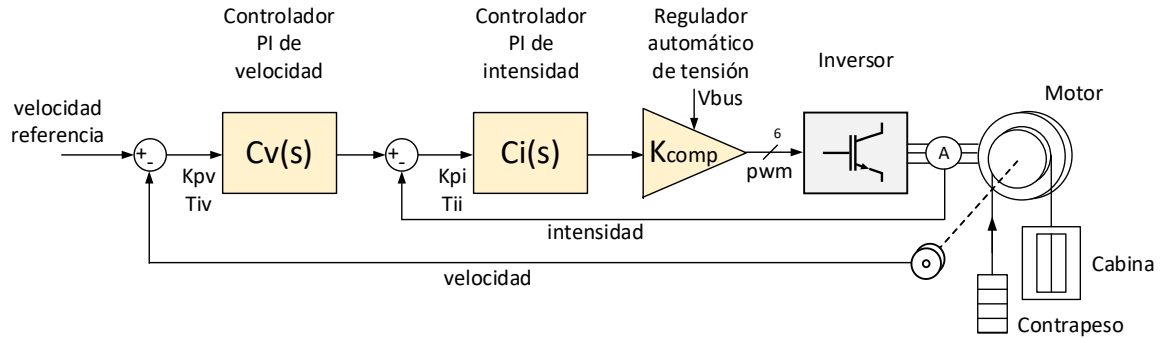 Controlador
PI de
velocidad
Controlador
PI de
intensidad
Regulador
automático
de tensión
Inversor
Motor
velocidad
referencia
+
-
Cv(s)
Kpv
Tiv
+
-
Ci(s)
Kpi
Tii
Kcomp
Vbus
6
pwm
A
intensidad
velocidad
Cabina
Contrapeso